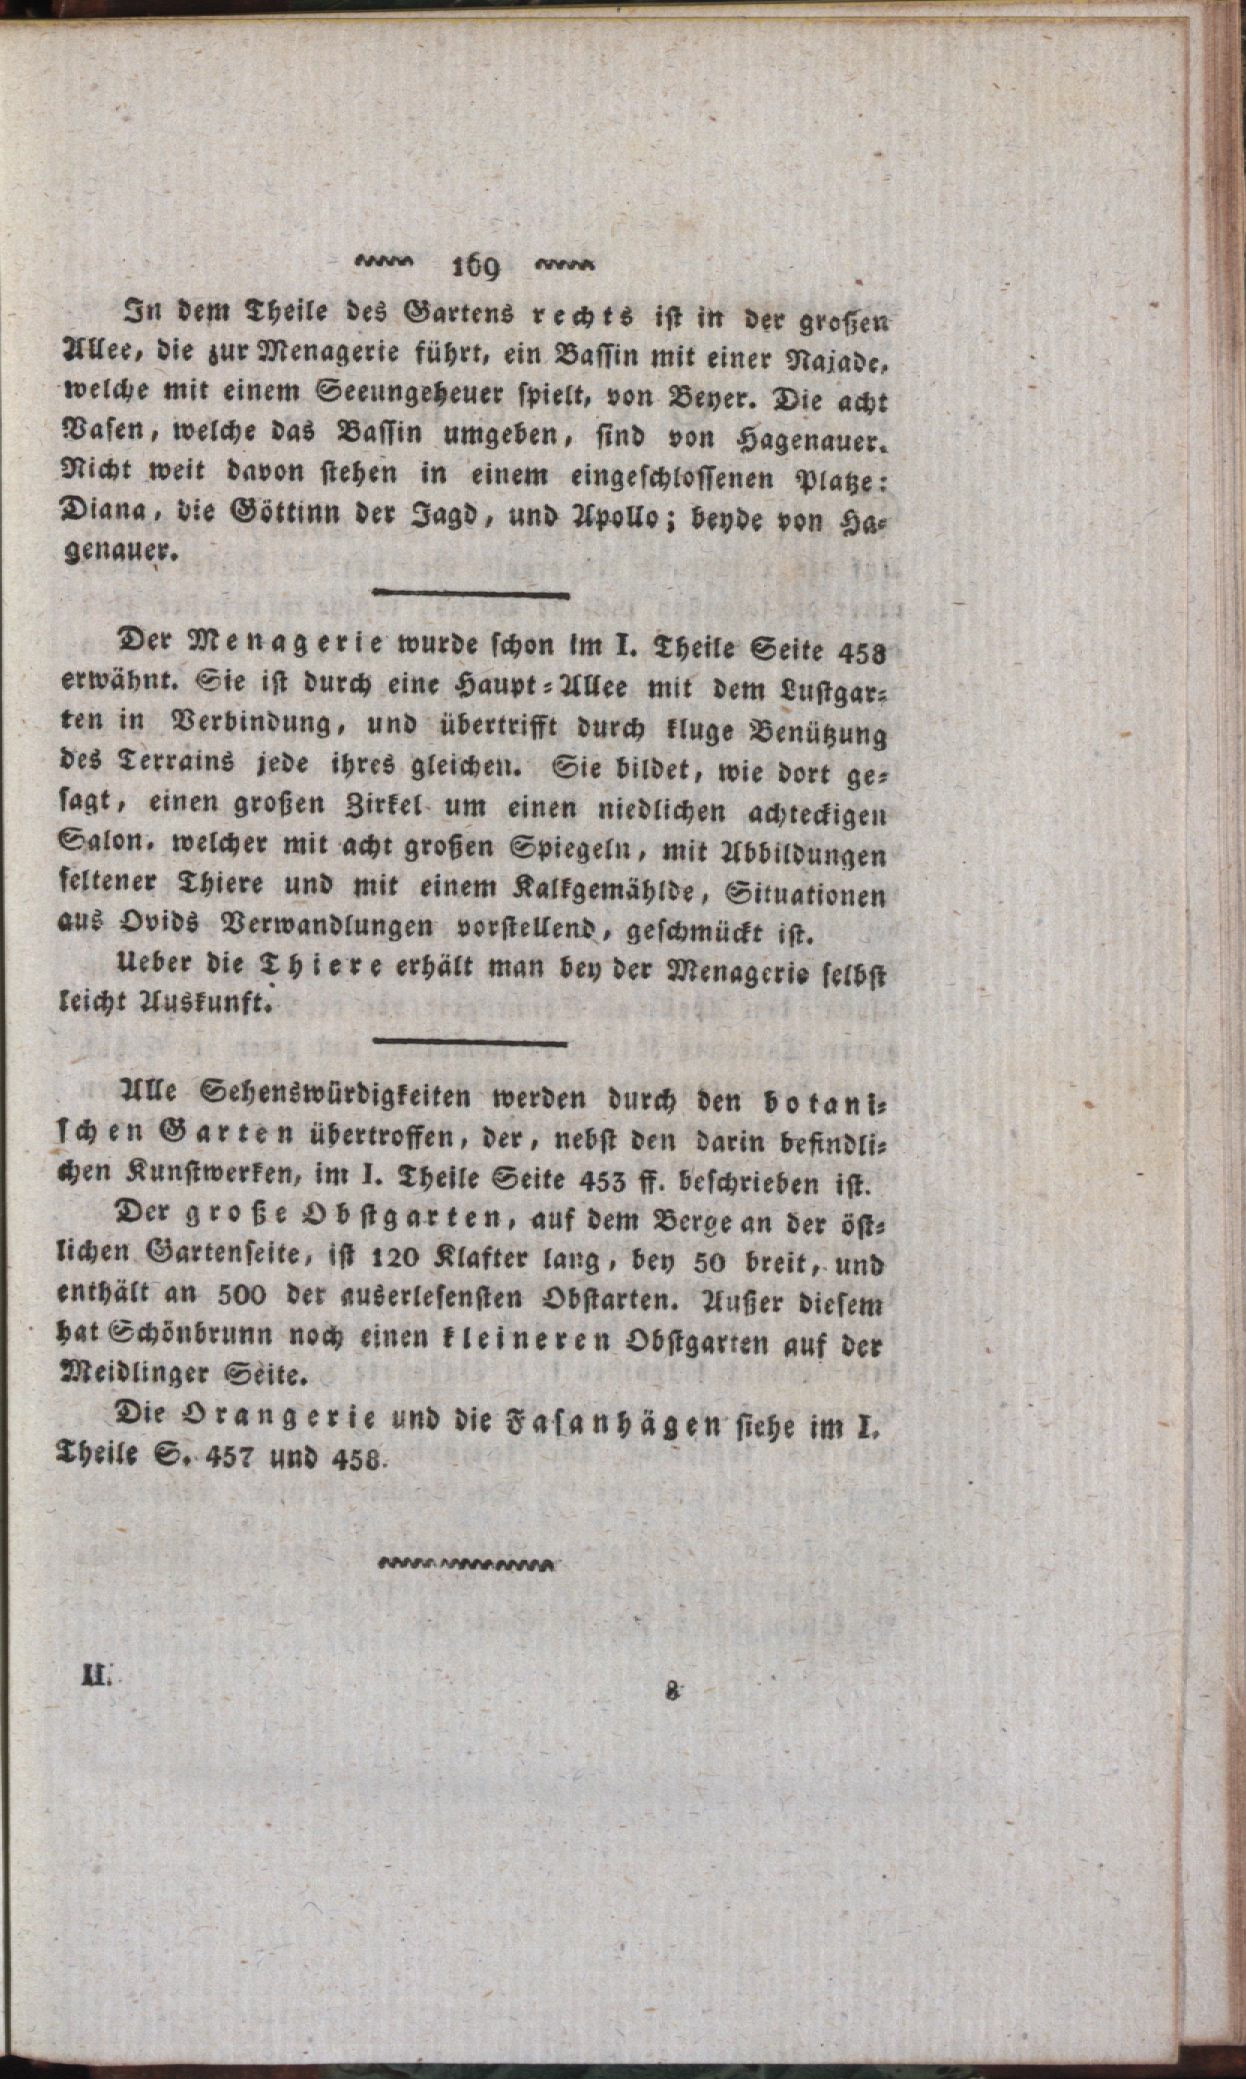 169
In dem Theile des Gartens rechts ist in der großen
Allee, die zur Menagerie führt, ein Bassin mit einer Najade,
welche mit einem Seeungeheuer spielt, von Beyer. Die acht
Vasen, welche das Bassin umgeben, sind von Hagenauer.
Nicht weit davon stehen in einem eingeschlossenen Platze:
Diana, die Göttinn der Jagd, und Apollo; beyde von Ha-
genauer.
Der Menagerie wurde schon im I. Theile Seite 458
erwähnt. Sie ist durch eine Haupt-Allee mit dem Lustgar-
ten in Verbindung, und übertrifft durch kluge Benützung
des Terrains jede ihres gleichen. Sie bildet, wie dort ge-
sagt, einen großen Zirkel um einen niedlichen achteckigen
Salon, welcher mit acht großen Spiegeln, mit Abbildungen
seltener Thiere und mit einem Kalkgemählde, Situationen
aus Ovids Verwandlungen vorstellend, geschmückt ist.
Ueber die Thiere erhält man bey der Menagerie selbst
leicht Auskunft.
Alle Sehenswürdigkeiten werden durch den botani-
schen Garten übertroffen, der, nebst den darin befindli-
chen Kunstwerken, im I. Theile Seite 453 ff. beschrieben ist.
Der große Obstgarten, auf dem Berge an der öst-
lichen Gartenseite, ist 120 Klafter lang, bey 50 breit, und
enthält an 500 der auserlesensten Obstarten. Außer diesem
hat Schönbrunn noch einen kleineren Obstgarten auf der
Meidlinger Seite.
Die Orangerie und die Fasanhägen siehe im I.
Theile S. 457 und 458.
II. 8